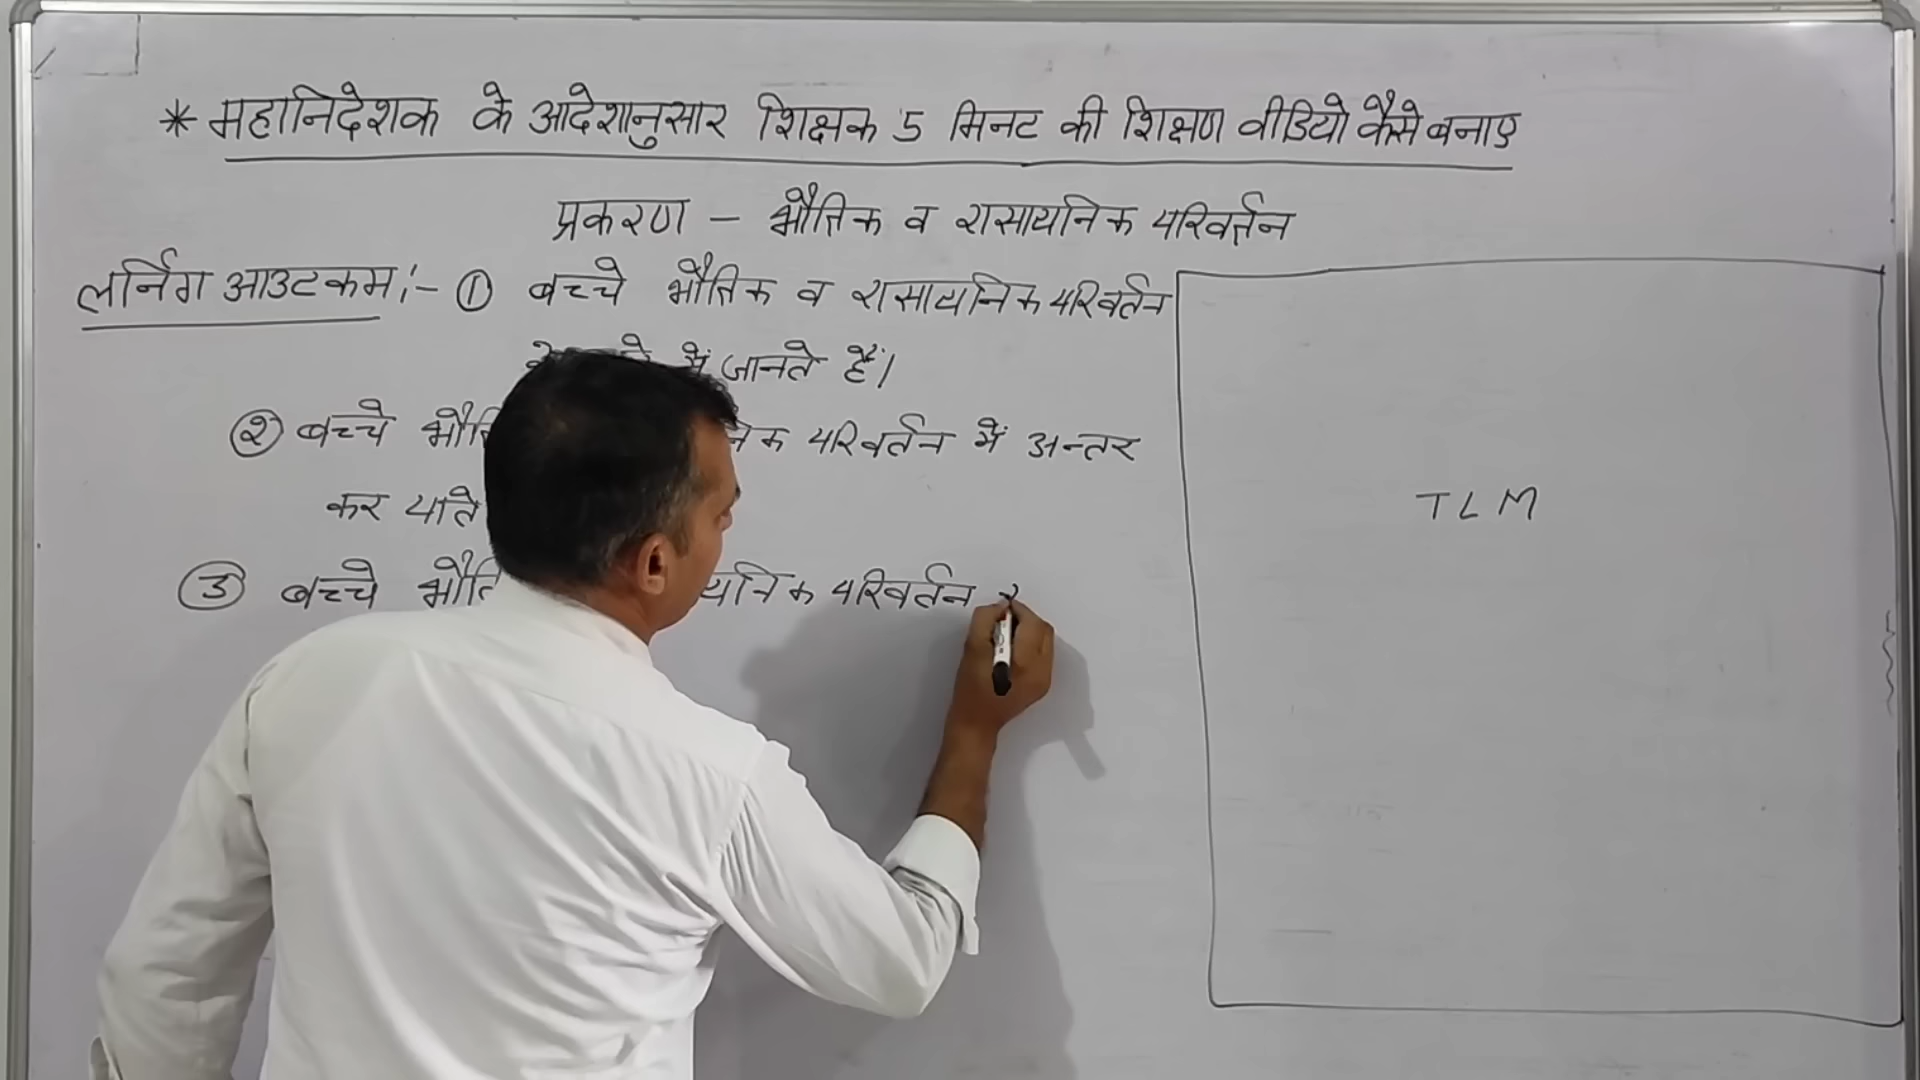 * महानिदेशक के आदेशानुसार शिक्षक 5 मिनट की शिक्षण वीडियो कैसे बनाए
प्रकरण - भौतिक व रासायनिक परिवर्तन
लर्निग आउटकम :- ① बच्चे भौतिक व रासायनिक परिवर्तन
में जानते हैं।
② बच्चे परिवर्तन में अन्तर
कर पाते
③ बच्चे परिवर्तन
TLM